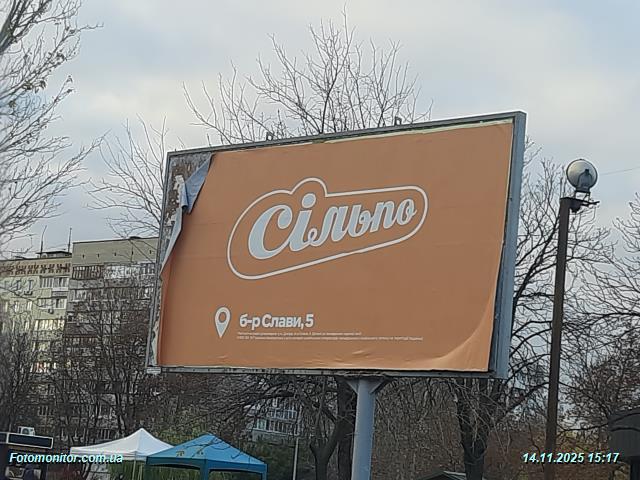 Сільпо
б-р Слави, 5
Fotomonitor.com.ua
14.11.2025 15:17